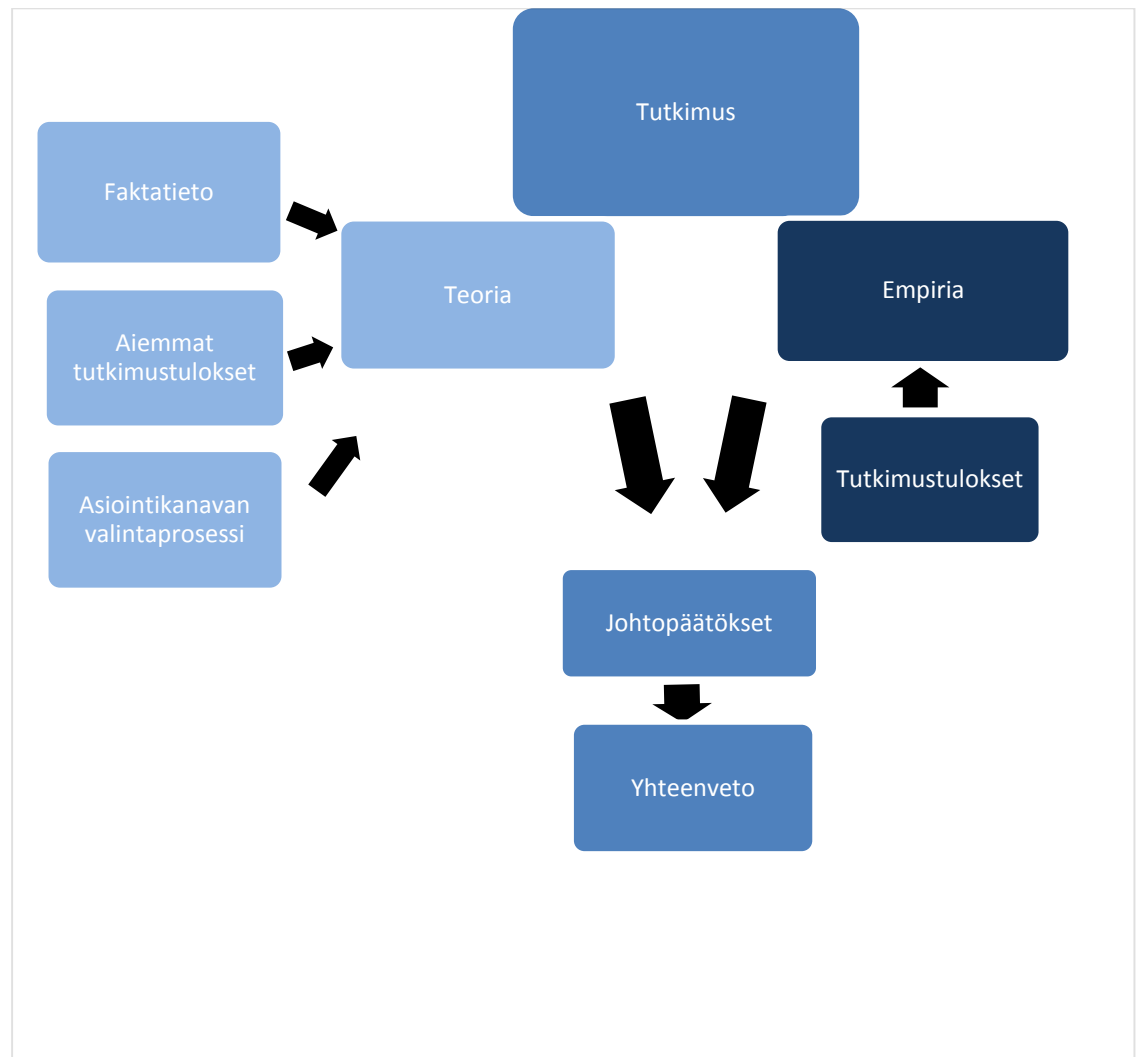 Tutkimus
Faktatieto
Teoria
Empiria
Aiemmat
tutkimustulokset
Tutkimustulokset
Asiointikanavan
valintaprosessi
Johtopäätökset
Yhteenveto